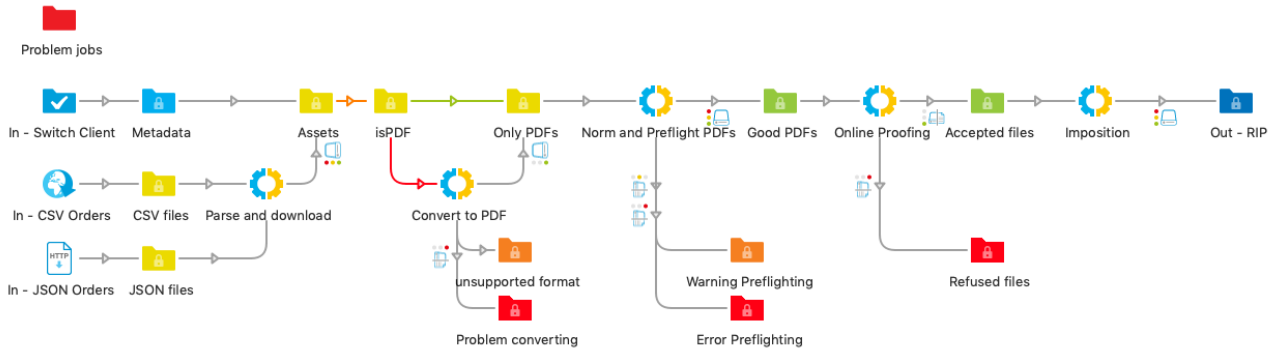 Problem jobs
In - Switch Client
Metadata
Assets
isPDF
Only PDFs
Norm and Preflight PDFs
Good PDFs
Online Proofing
Accepted files
Imposition
Out - RIP
In - CSV Orders
CSV files
Parse and download
Convert to PDF
HTTP
In - JSON Orders
JSON files
unsupported format
Warning Preflighting
Refused files
Problem converting
Error Preflighting